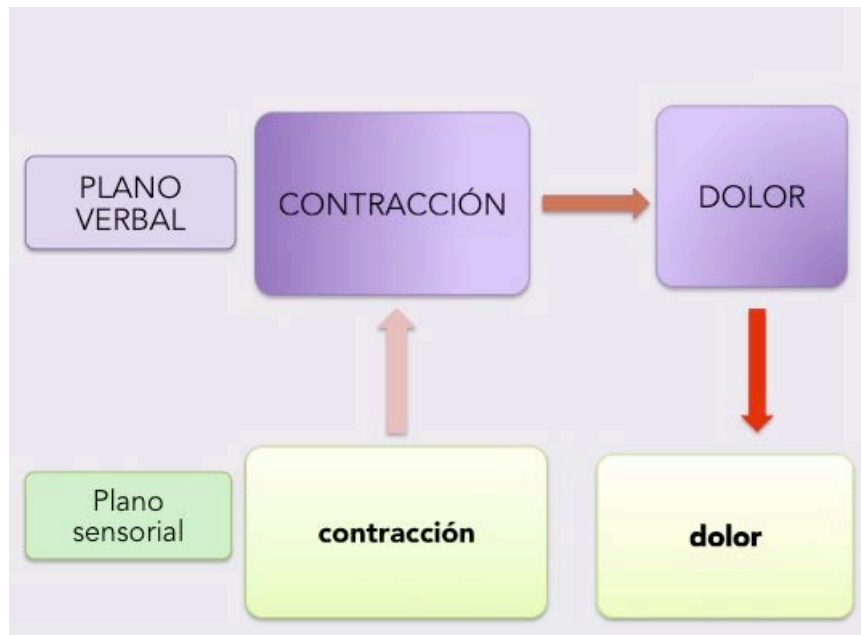 PLANO
VERBAL
CONTRACCIÓN
DOLOR
Plano
sensorial
contracción
dolor